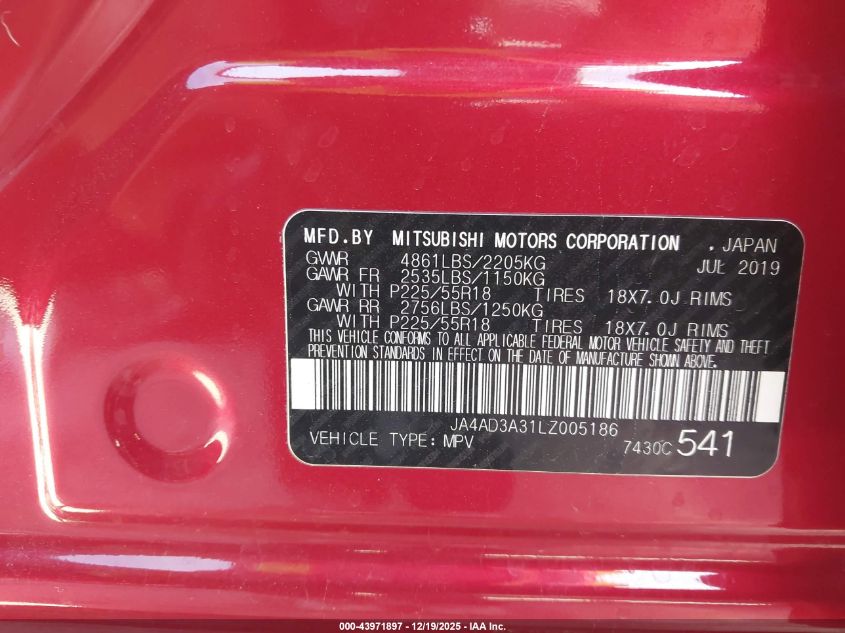 MFD.BY MITSUBISHI MOTORS CORPORATION . JAPAN
GVWR 4861LBS/2205KG JUL 2019
GAWR FR 2535LBS/1150KG
WITH P225/55R18 TIRES 18X7.0J RIMS
GAWR RR 2756LBS/1250KG
WITH P225/55R18 TIRES 18X7.0J RIMS
THIS VEHICLE CONFORMS TO ALL APPLICABLE FEDERAL MOTOR VEHICLE SAFETY AND THEFT
PREVENTION STANDARDS IN EFFECT ON THE DATE OF MANUFACTURE SHOWN ABOVE.
JA4AD3A31LZ005186
VEHICLE TYPE: MPV 7430C 541
000-43971897 - 12/19/2025 - IAA Inc.